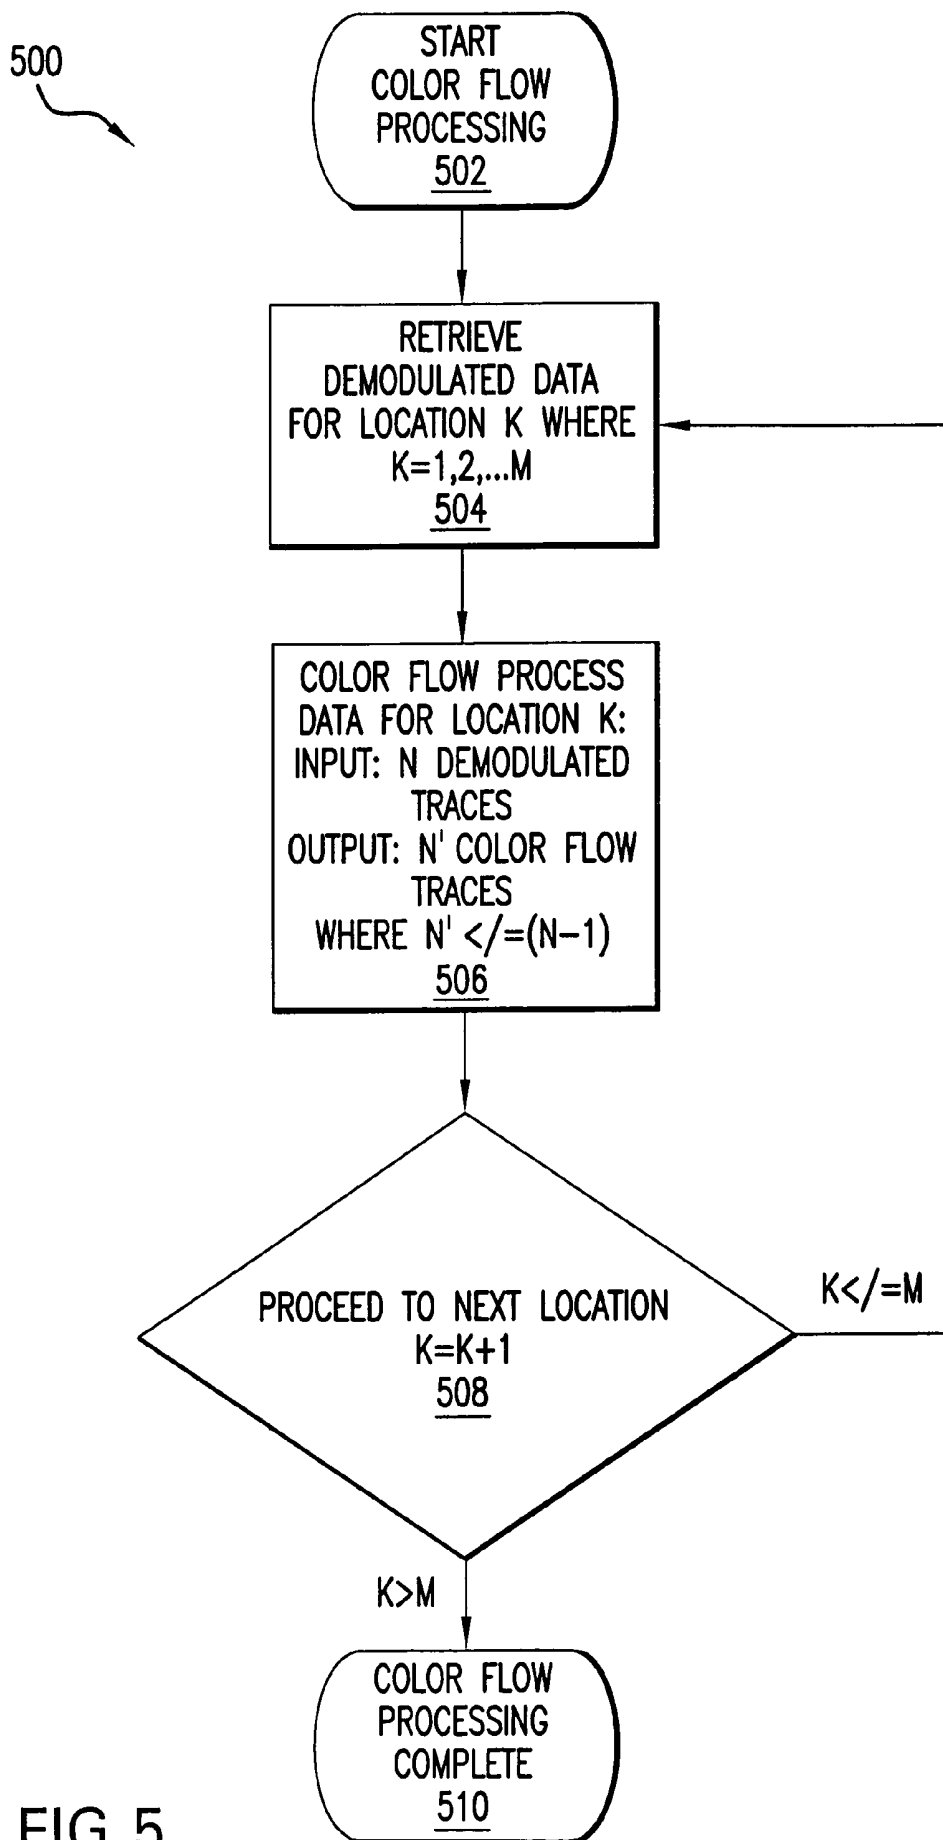 500
START
COLOR FLOW
PROCESSING
502
RETRIEVE
DEMODULATED DATA
FOR LOCATION K WHERE
K=1,2,...M
504
COLOR FLOW PROCESS
DATA FOR LOCATION K:
INPUT: N DEMODULATED
TRACES
OUTPUT: N' COLOR FLOW
TRACES
WHERE N' </=(N-1)
506
PROCEED TO NEXT LOCATION
K=K+1
508
K</=M
K>M
COLOR FLOW
PROCESSING
COMPLETE
510
FIG.5